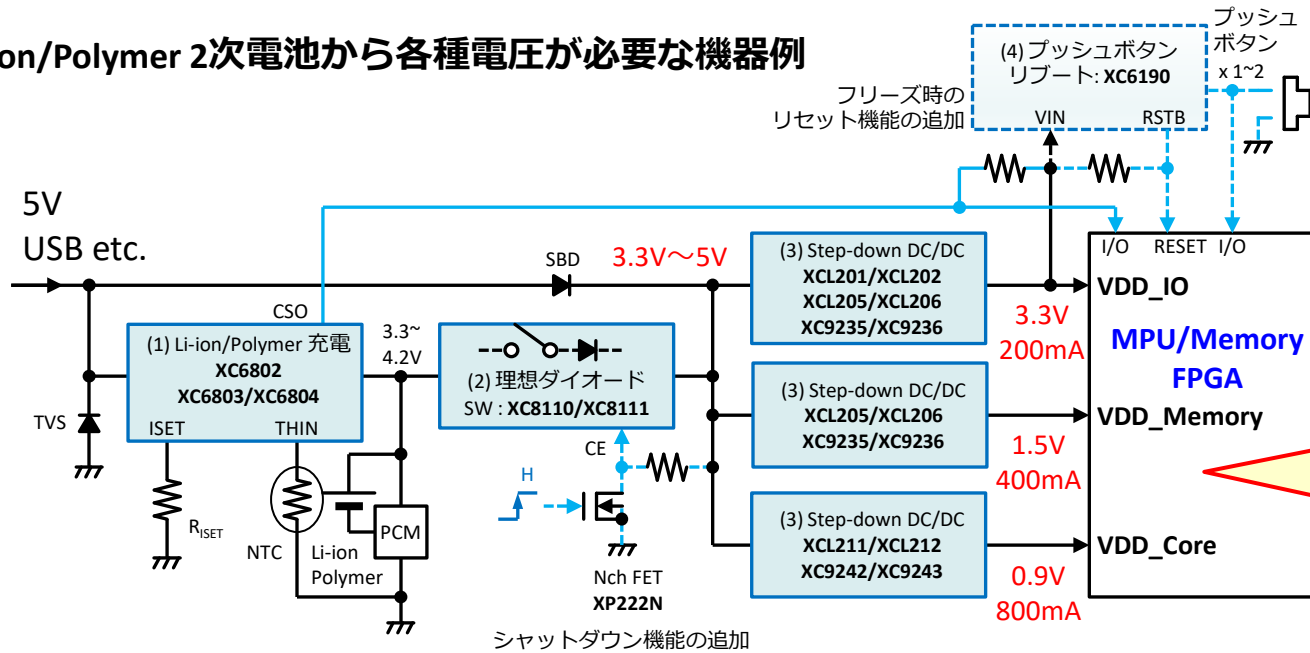 on/Polymer 2次電池から各種電圧が必要な機器例
プッシュ
ボタン
x 1~2
(4) プッシュボタン
リブート: XC6190
VIN
RSTB
フリーズ時の
リセット機能の追加
5V
USB etc.
SBD
3.3V～5V
CSO
(1) Li-ion/Polymer 充電
XC6802
XC6803/XC6804
ISET
THIN
TVS
RISET
NTC
Li-ion
Polymer
PCM
3.3~
4.2V
(2) 理想ダイオード
SW : XC8110/XC8111
CE
H
Nch FET
XP222N
シャットダウン機能の追加
(3) Step-down DC/DC
XCL201/XCL202
XCL205/XCL206
XC9235/XC9236
3.3V
200mA
(3) Step-down DC/DC
XCL205/XCL206
XC9235/XC9236
1.5V
400mA
(3) Step-down DC/DC
XCL211/XCL212
XC9242/XC9243
0.9V
800mA
I/O
RESET
I/O
VDD_IO
MPU/Memory
FPGA
VDD_Memory
VDD_Core